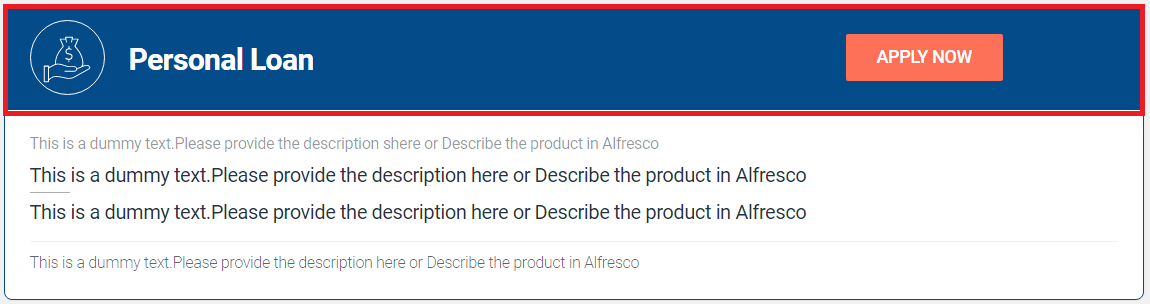 $
Personal Loan
APPLY NOW
This is a dummy text.Please provide the description shere or Describe the product in Alfresco
This is a dummy text.Please provide the description here or Describe the product in Alfresco
This is a dummy text.Please provide the description here or Describe the product in Alfresco
This is a dummy text.Please provide the description here or Describe the product in Alfresco